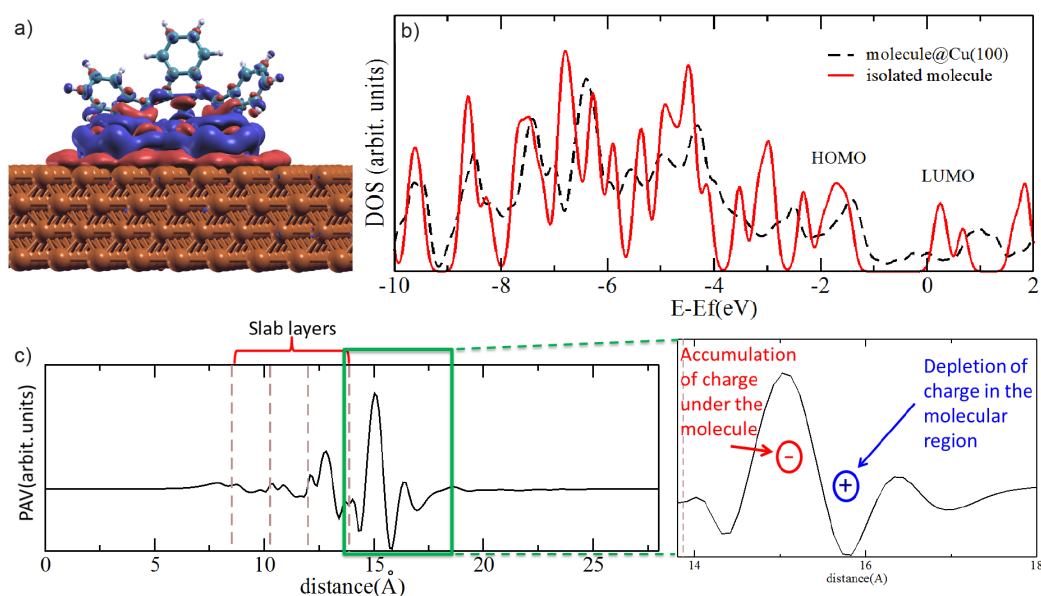 a)
b)
DOS (arbit. units)
molecule@Cu(100)
isolated molecule
HOMO
LUMO
-10
-8
-6
-4
-2
0
2
E-Ef(eV)
Slab layers
c)
PAV(arbit. units)
0
5
10
15
20
25
distance(Å)
Accumulation
of charge
under the
molecule
-
Depletion of
charge in the
molecular
region
+
14
15
16
18
distance(A)